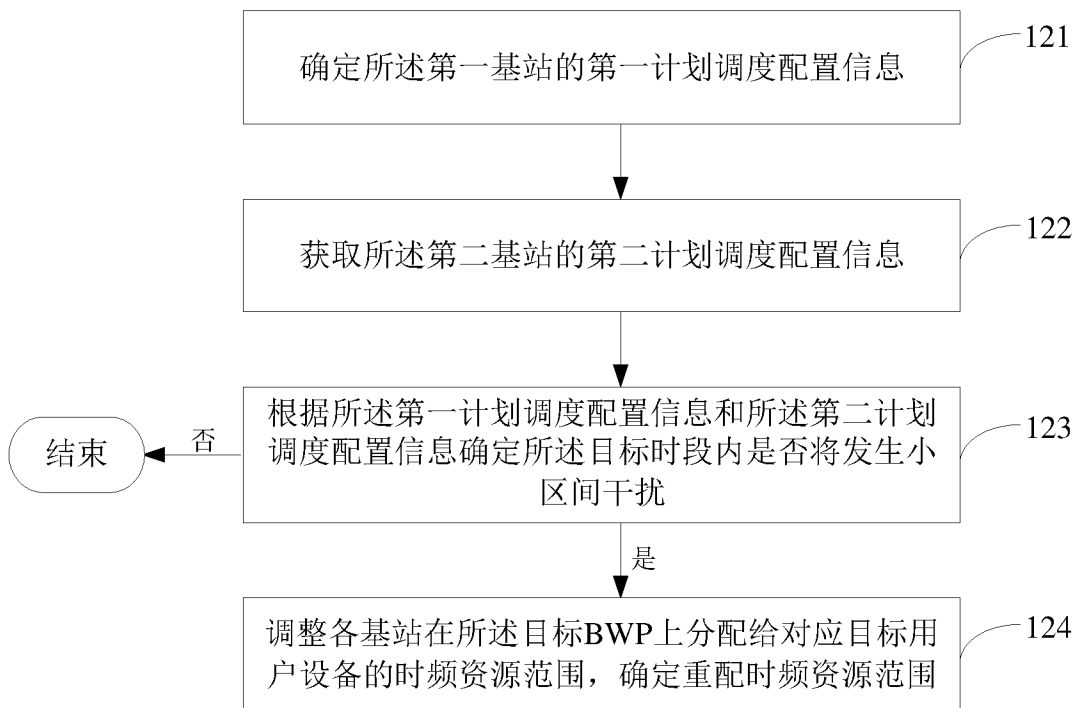 确定所述第一基站的第一计划调度配置信息
121
获取所述第二基站的第二计划调度配置信息
122
根据所述第一计划调度配置信息和所述第二计划
调度配置信息确定所述目标时段内是否将发生小
区间干扰
123
否
结束
是
调整各基站在所述目标BWP上分配给对应目标用
户设备的时频资源范围，确定重配时频资源范围
124